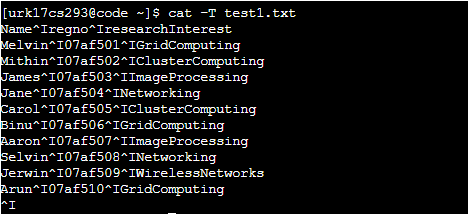 [urk17cs293@code ~]$ cat -T test1.txt
Name^Iregno^IresearchInterest
Melvin^I07af501^IGridComputing
Mithin^I07af502^IClusterComputing
James^I07af503^IImageProcessing
Jane^I07af504^INetworking
Carol^I07af505^IClusterComputing
Binu^I07af506^IGridComputing
Aaron^I07af507^IImageProcessing
Selvin^I07af508^INetworking
Jerwin^I07af509^IWirelessNetworks
Arun^I07af510^IGridComputing
^I